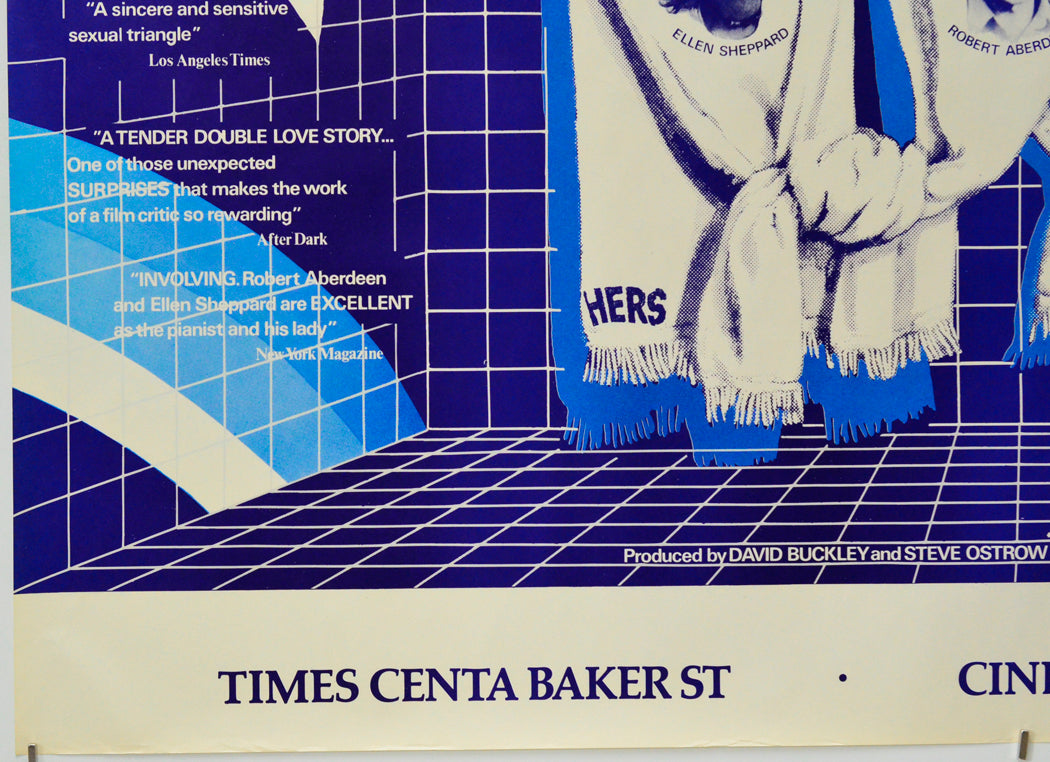 "A sincere and sensitive
sexual triangle"
Los Angeles Times
"A TENDER DOUBLE LOVE STORY...
One of those unexpected
SURPRISES that makes the work
of a film critic so rewarding"
After Dark
"INVOLVING. Robert Aberdeen
and Ellen Sheppard are EXCELLENT
as the pianist and his lady"
New York Magazine
ELLEN SHEPPARD
ROBERT ABERD
HERS
Produced by DAVID BUCKLEY and STEVE OSTROW
TIMES CENTA BAKER ST · CIN